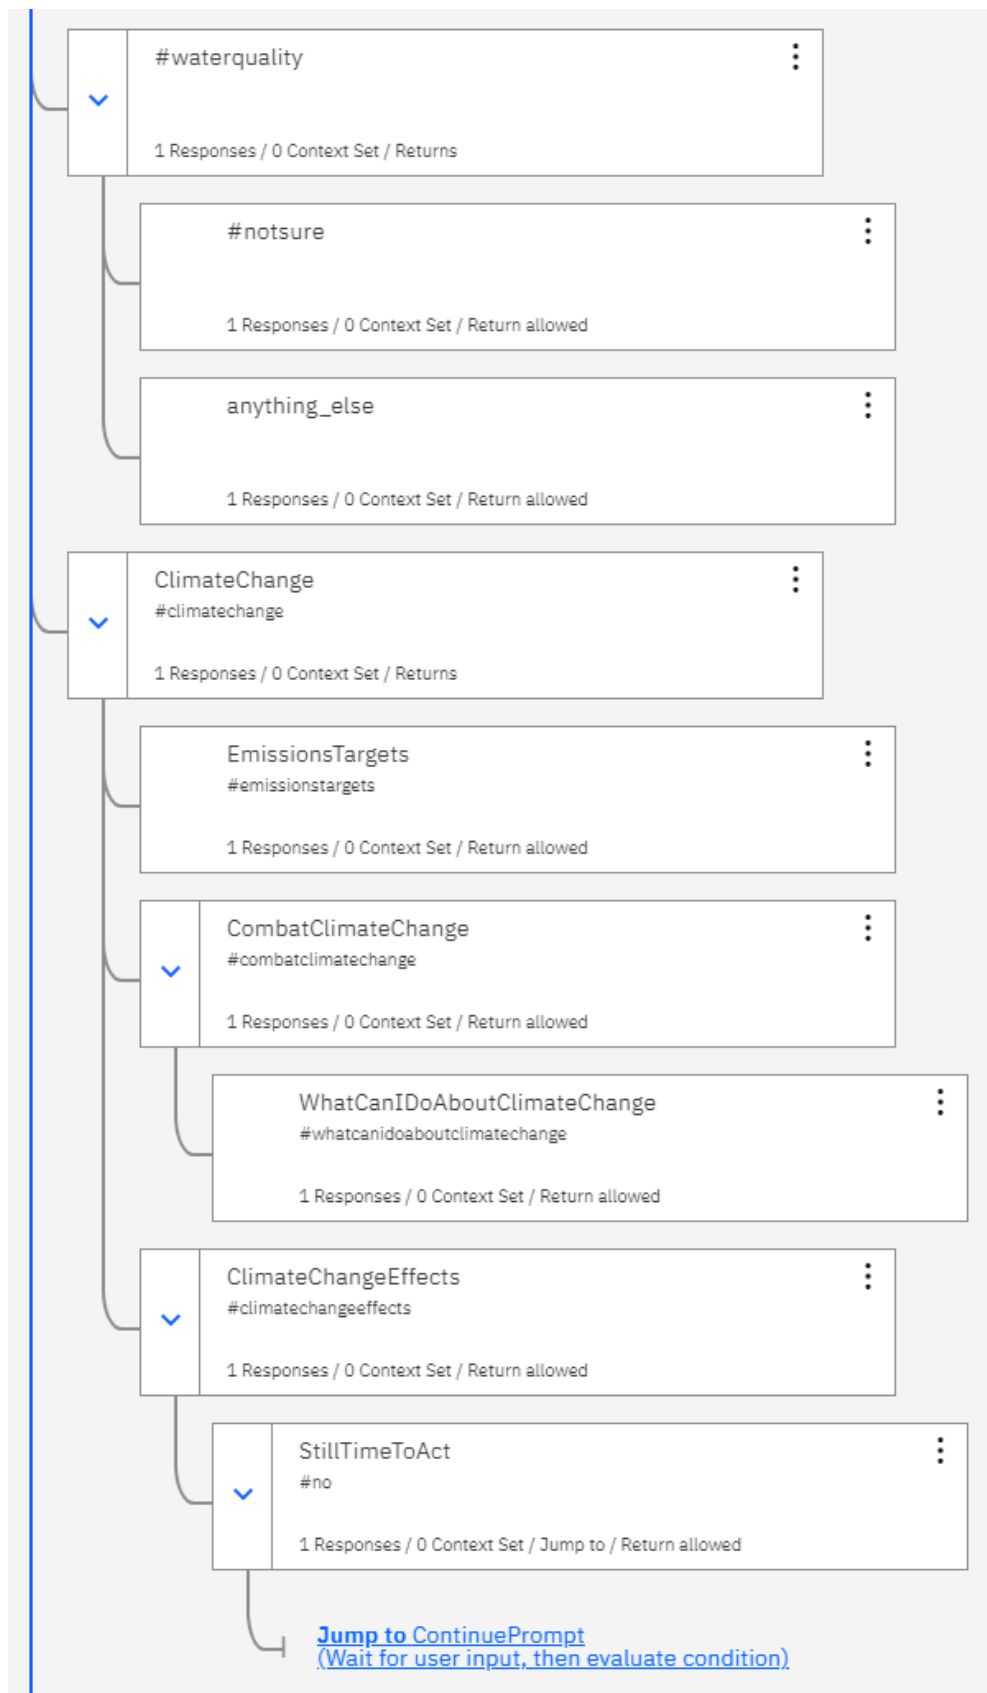 #waterquality
1 Responses / 0 Context Set / Returns
#notsure
1 Responses / 0 Context Set / Return allowed
anything_else
1 Responses / 0 Context Set / Return allowed
ClimateChange
#climatechange
1 Responses / 0 Context Set / Returns
EmissionsTargets
#emissionstargets
1 Responses / 0 Context Set / Return allowed
CombatClimateChange
#combatclimatechange
1 Responses / 0 Context Set / Return allowed
WhatCanIDoAboutClimateChange
#whatcanidoaboutclimatechange
1 Responses / 0 Context Set / Return allowed
ClimateChangeEffects
#climatechangeeffects
1 Responses / 0 Context Set / Return allowed
StillTimeToAct
#no
1 Responses / 0 Context Set / Jump to / Return allowed
Jump to ContinuePrompt
(Wait for user input, then evaluate condition)